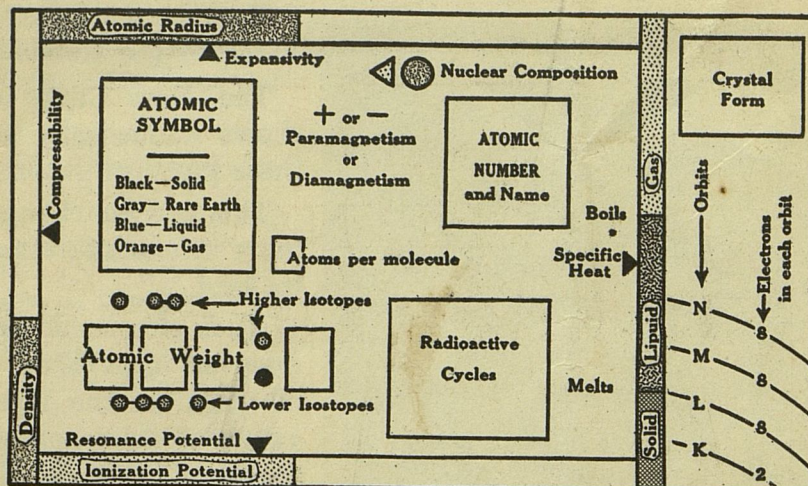 Atomic Radius
Expansivity
Compressibility
ATOMIC
SYMBOL
Black—Solid
Gray—Rare Earth
Blue—Liquid
Orange—Gas
+ or −
Paramagnetism
or
Diamagnetism
Nuclear Composition
ATOMIC
NUMBER
and Name
Crystal
Form
Gas
Orbits
Electrons
in each orbit
Boils
Specific
Heat
Atoms per molecule
Higher Isotopes
Atomic Weight
Lower Isostopes
Radioactive
Cycles
Melts
Lipuid
Solid
Density
Resonance Potential
Ionization Potential
N 8
M 8
L 8
K 2